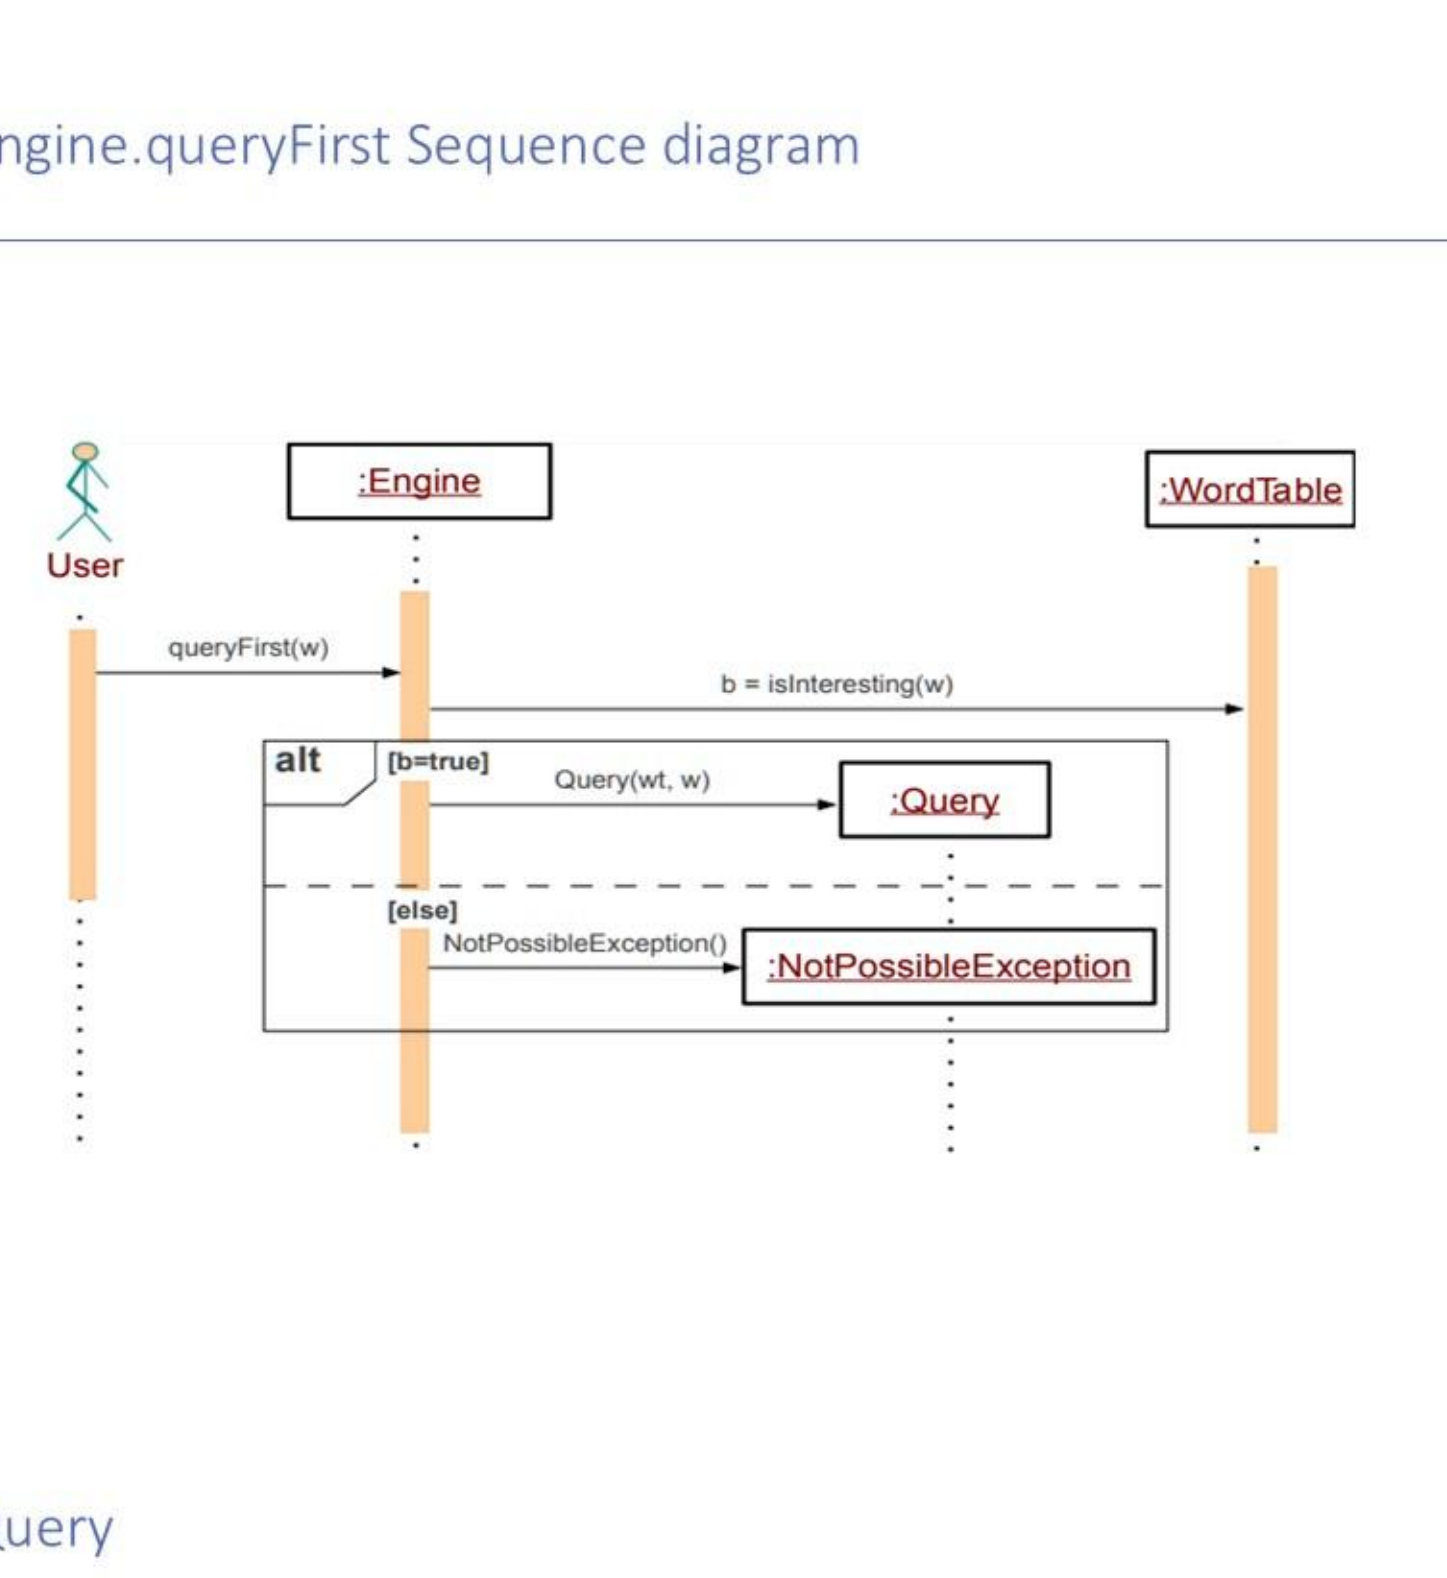 ngine.queryFirst Sequence diagram
:Engine
:WordTable
User
queryFirst(w)
b = isInteresting(w)
alt
[b=true]
Query(wt, w)
:Query
[else]
NotPossibleException()
:NotPossibleException
uery